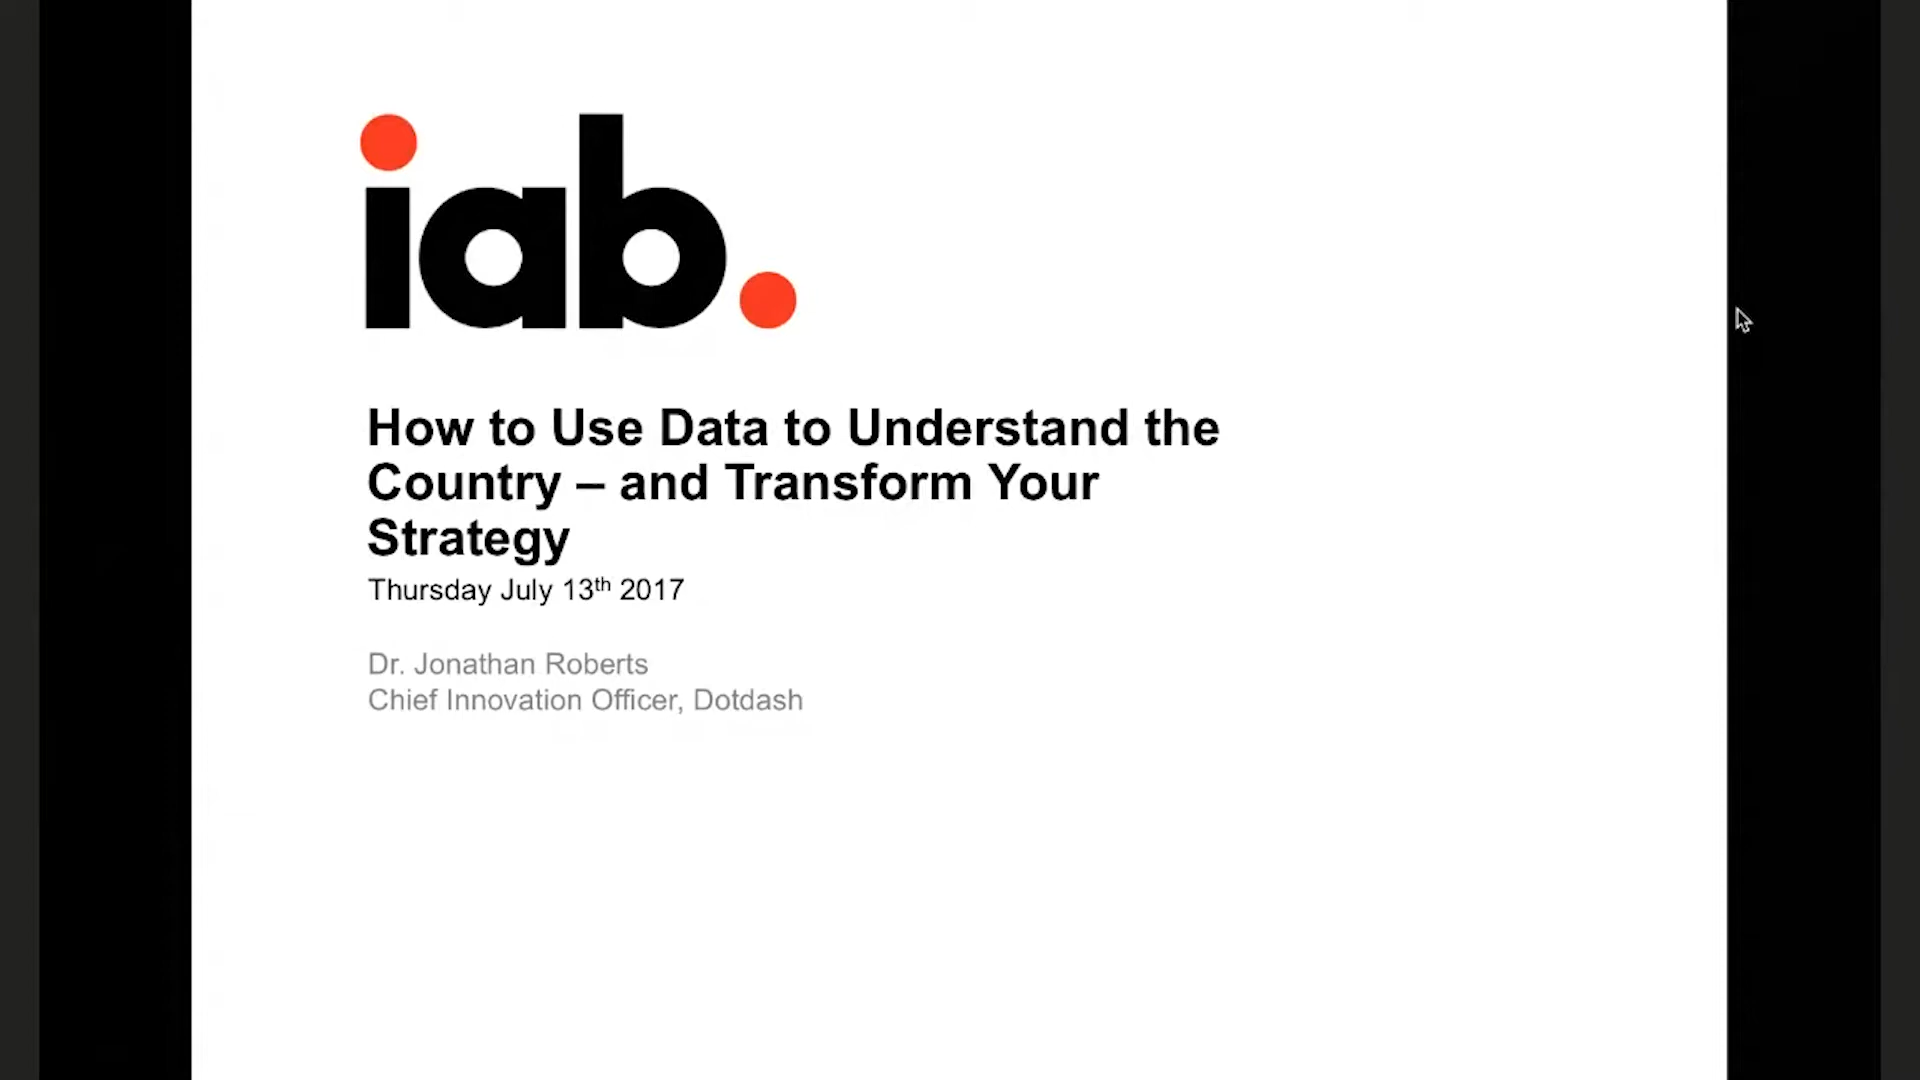 iab.
How to Use Data to Understand the
Country – and Transform Your
Strategy
Thursday July 13th 2017
Dr. Jonathan Roberts
Chief Innovation Officer, Dotdash